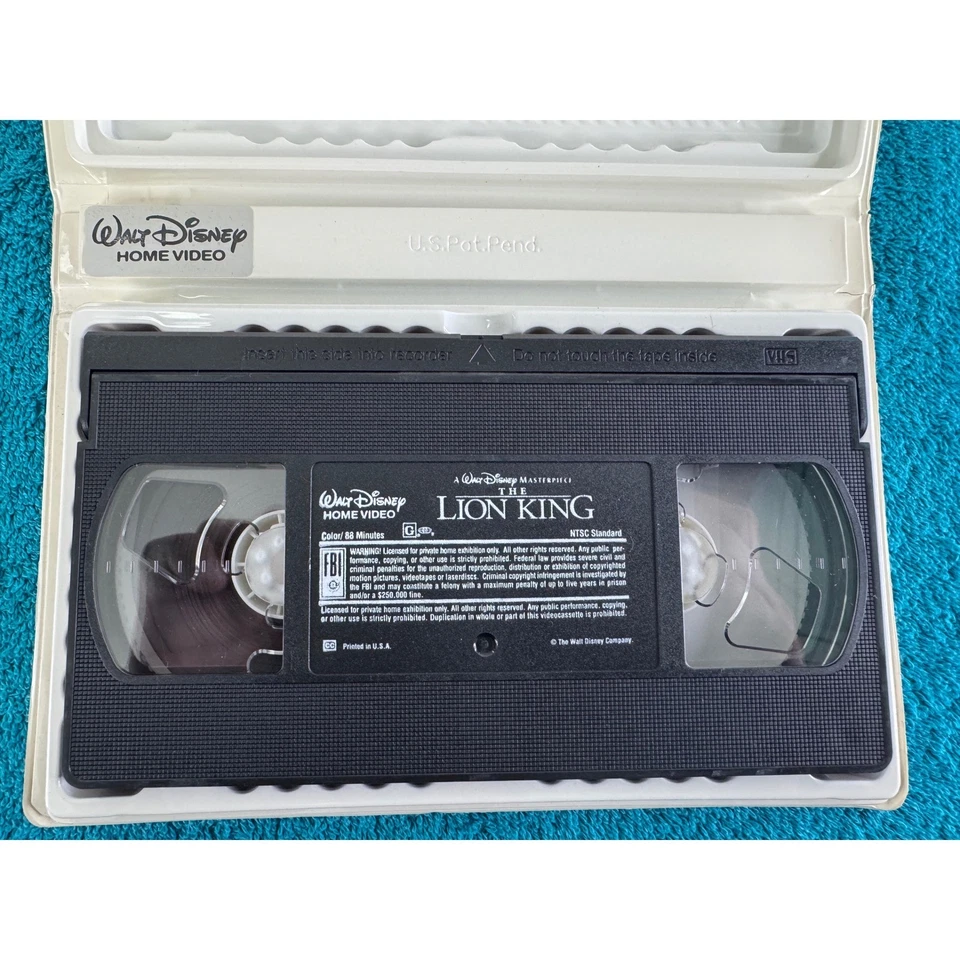 WALT DISNEY
HOME VIDEO
U.S.Pat.Pend.
Insert this side into recorder △ Do not touch the tape inside VHS
A WALT DISNEY MASTERPIECE
THE
LION KING
WALT DISNEY
HOME VIDEO
Color/ 88 Minutes G CC NTSC Standard
FBI
WARNING! Licensed for private home exhibition only. All other rights reserved. Any public per-
formance, copying, or other use is strictly prohibited. Federal law provides severe civil and
criminal penalties for the unauthorized reproduction, distribution or exhibition of copyrighted
motion pictures, videotapes or laserdiscs. Criminal copyright infringement is investigated by
the FBI and may constitute a felony with a maximum penalty of up to five years in prison
and/or a $250,000 fine.
Licensed for private home exhibition only. All other rights reserved. Any public performance, copying,
or other use is strictly prohibited. Duplication in whole or part of this videocassette is prohibited.
CC Printed in U.S.A. © The Walt Disney Company.